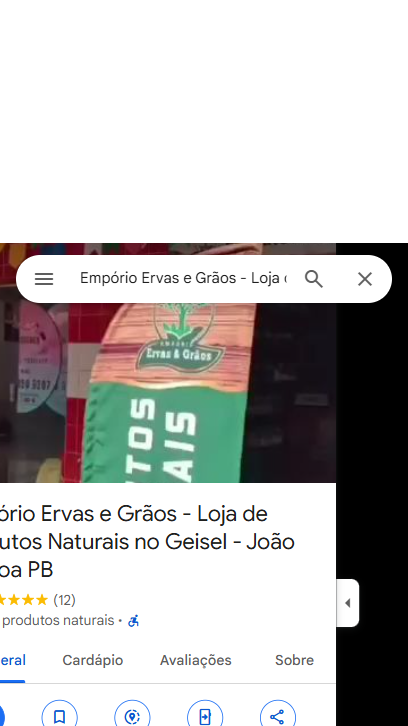 Empório Ervas e Grãos - Loja
EMPÓRIO
Ervas & Grãos
TOS
AIS
ório Ervas e Grãos - Loja de
utos Naturais no Geisel - João
oa PB
(12)
produtos naturais ·
eral Cardápio Avaliações Sobre